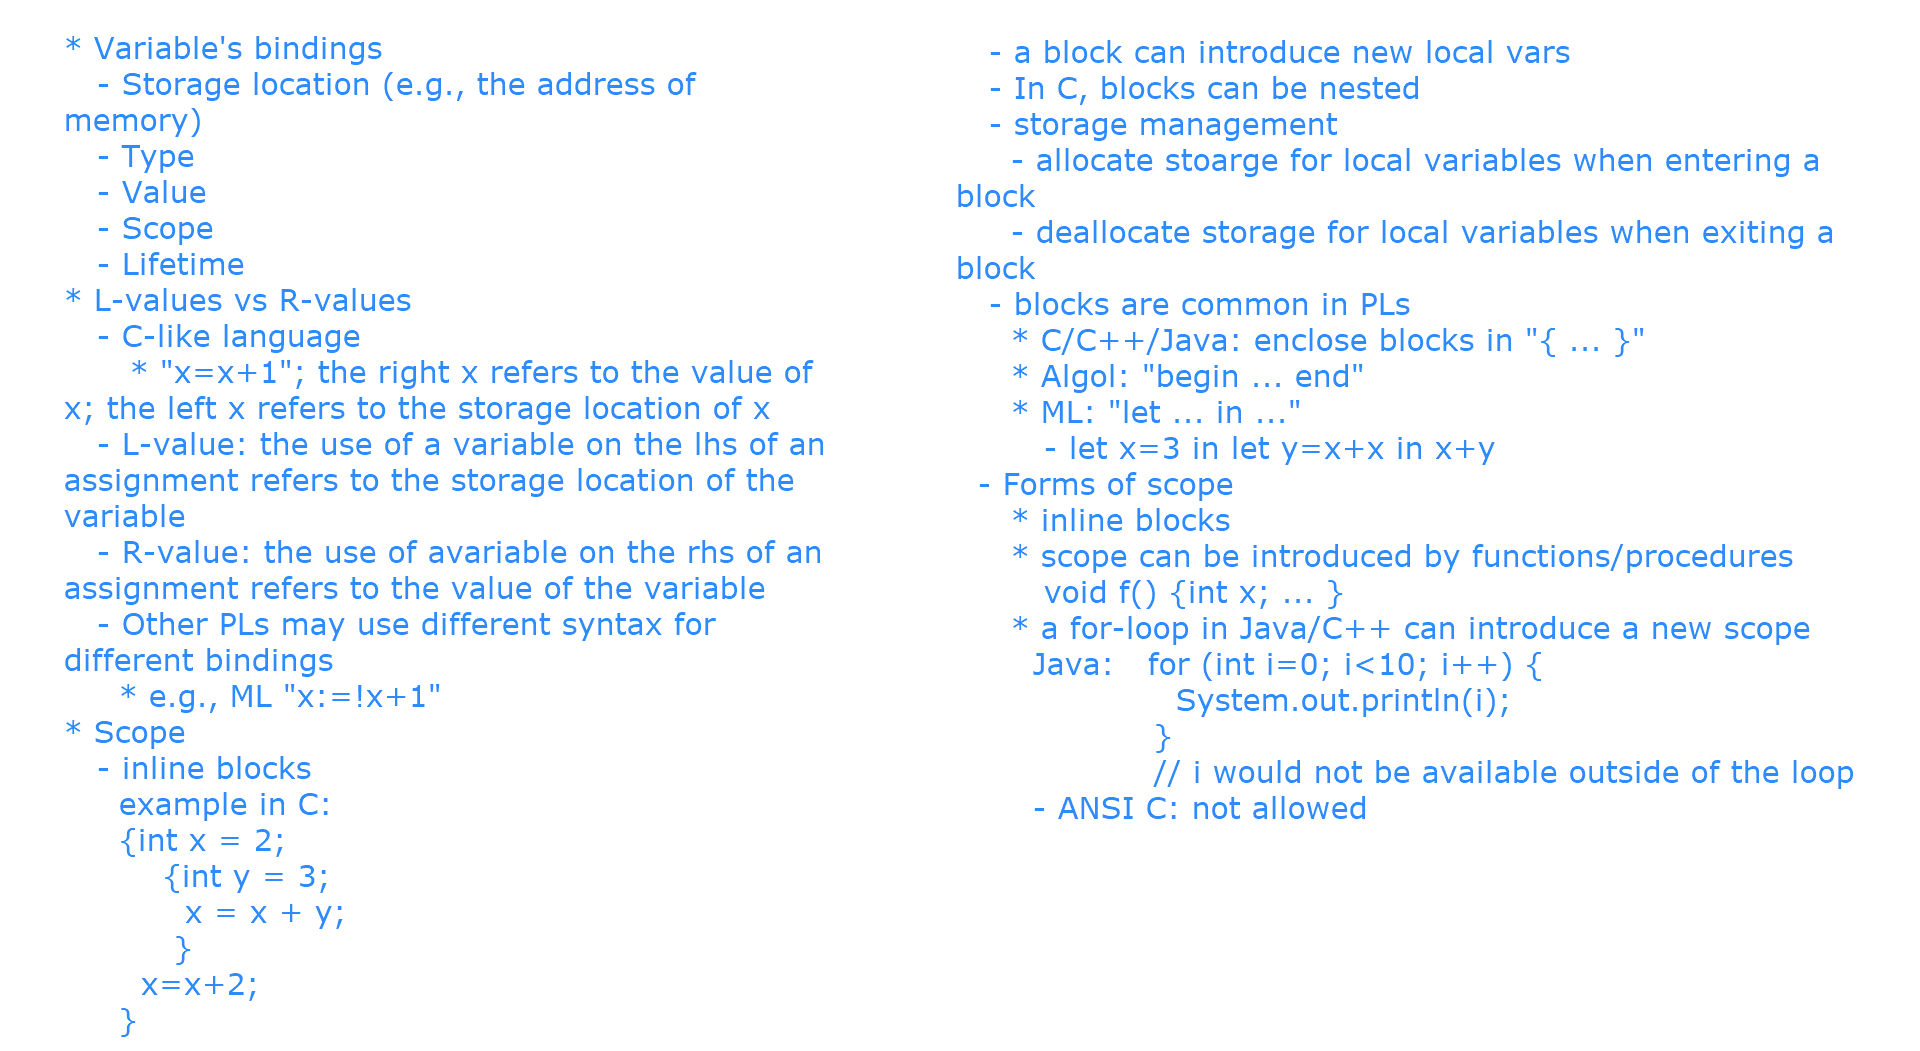 * Variable's bindings
- Storage location (e.g., the address of
memory)
- Type
- Value
- Scope
- Lifetime
* L-values vs R-values
- C-like language
* "x=x+1"; the right x refers to the value of
x; the left x refers to the storage location of x
- L-value: the use of a variable on the lhs of an
assignment refers to the storage location of the
variable
- R-value: the use of avariable on the rhs of an
assignment refers to the value of the variable
- Other PLs may use different syntax for
different bindings
* e.g., ML "x:=!x+1"
* Scope
- inline blocks
example in C:
{int x = 2;
{int y = 3;
x = x + y;
}
x=x+2;
}
- a block can introduce new local vars
- In C, blocks can be nested
- storage management
- allocate stoarge for local variables when entering a
block
- deallocate storage for local variables when exiting a
block
- blocks are common in PLs
* C/C++/Java: enclose blocks in "{ ... }"
* Algol: "begin ... end"
* ML: "let ... in ..."
- let x=3 in let y=x+x in x+y
- Forms of scope
* inline blocks
* scope can be introduced by functions/procedures
void f() {int x; ... }
* a for-loop in Java/C++ can introduce a new scope
Java: for (int i=0; i<10; i++) {
System.out.println(i);
}
// i would not be available outside of the loop
- ANSI C: not allowed